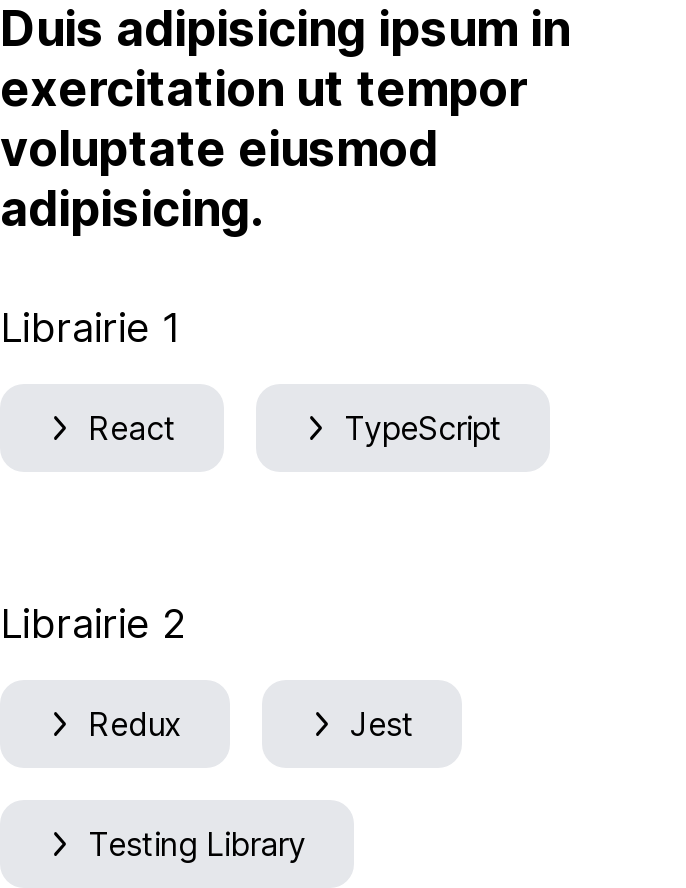 Duis adipisicing ipsum in
exercitation ut tempor
voluptate eiusmod
adipisicing.
Librairie 1
React
TypeScript
Librairie 2
Redux
Jest
Testing Library